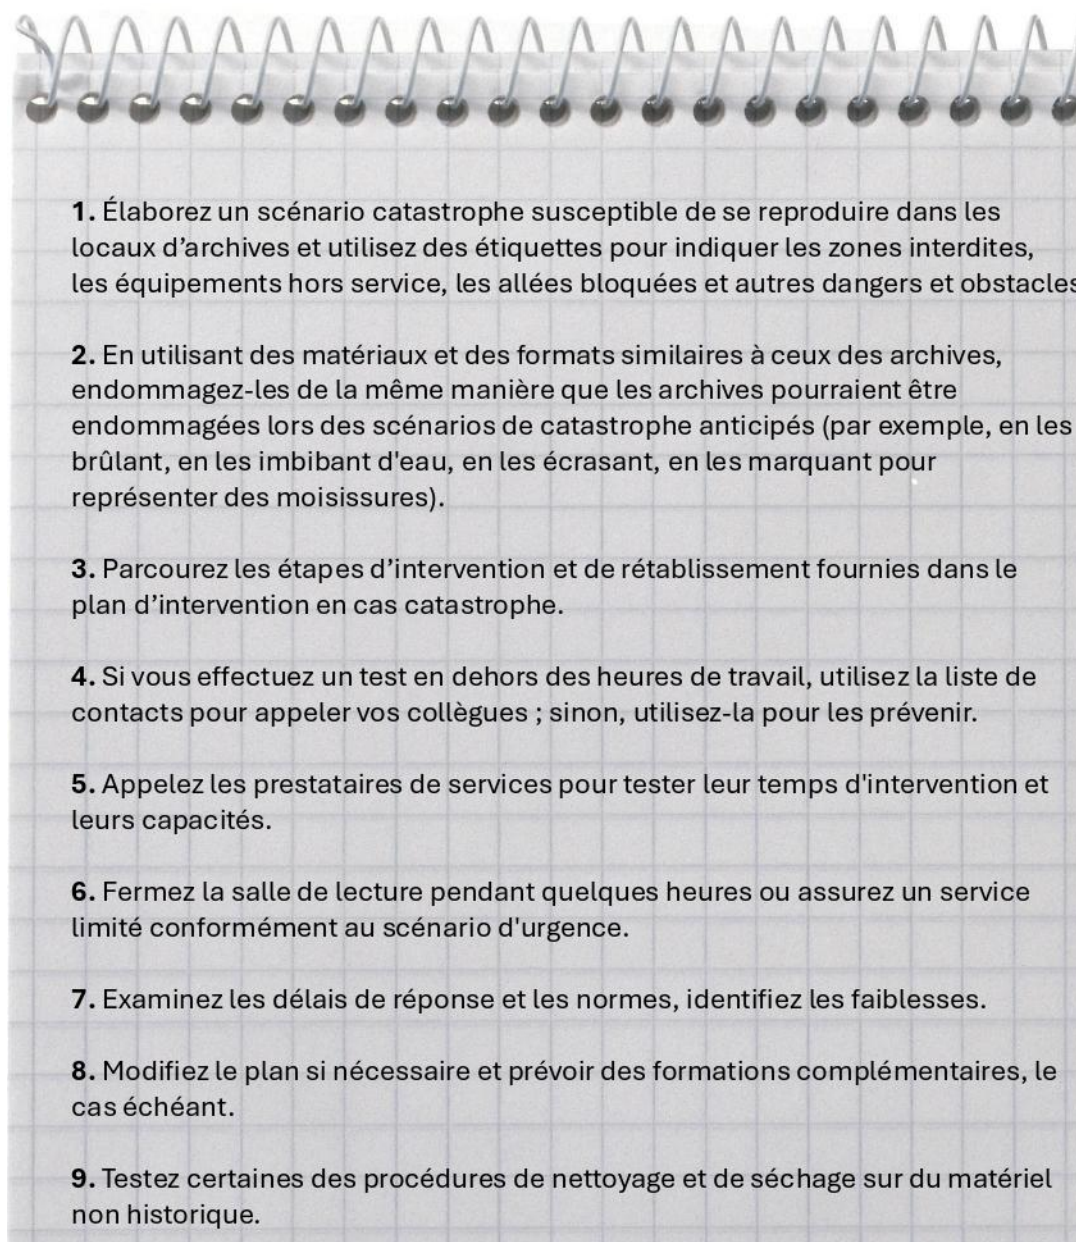 1. Élaborez un scénario catastrophe susceptible de se reproduire dans les
locaux d’archives et utilisez des étiquettes pour indiquer les zones interdites,
les équipements hors service, les allées bloquées et autres dangers et obstacles
2. En utilisant des matériaux et des formats similaires à ceux des archives,
endommagez-les de la même manière que les archives pourraient être
endommagées lors des scénarios de catastrophe anticipés (par exemple, en les
brûlant, en les imbibant d'eau, en les écrasant, en les marquant pour
représenter des moisissures).
3. Parcourez les étapes d’intervention et de rétablissement fournies dans le
plan d’intervention en cas catastrophe.
4. Si vous effectuez un test en dehors des heures de travail, utilisez la liste de
contacts pour appeler vos collègues ; sinon, utilisez-la pour les prévenir.
5. Appelez les prestataires de services pour tester leur temps d'intervention et
leurs capacités.
6. Fermez la salle de lecture pendant quelques heures ou assurez un service
limité conformément au scénario d'urgence.
7. Examinez les délais de réponse et les normes, identifiez les faiblesses.
8. Modifiez le plan si nécessaire et prévoir des formations complémentaires, le
cas échéant.
9. Testez certaines des procédures de nettoyage et de séchage sur du matériel
non historique.